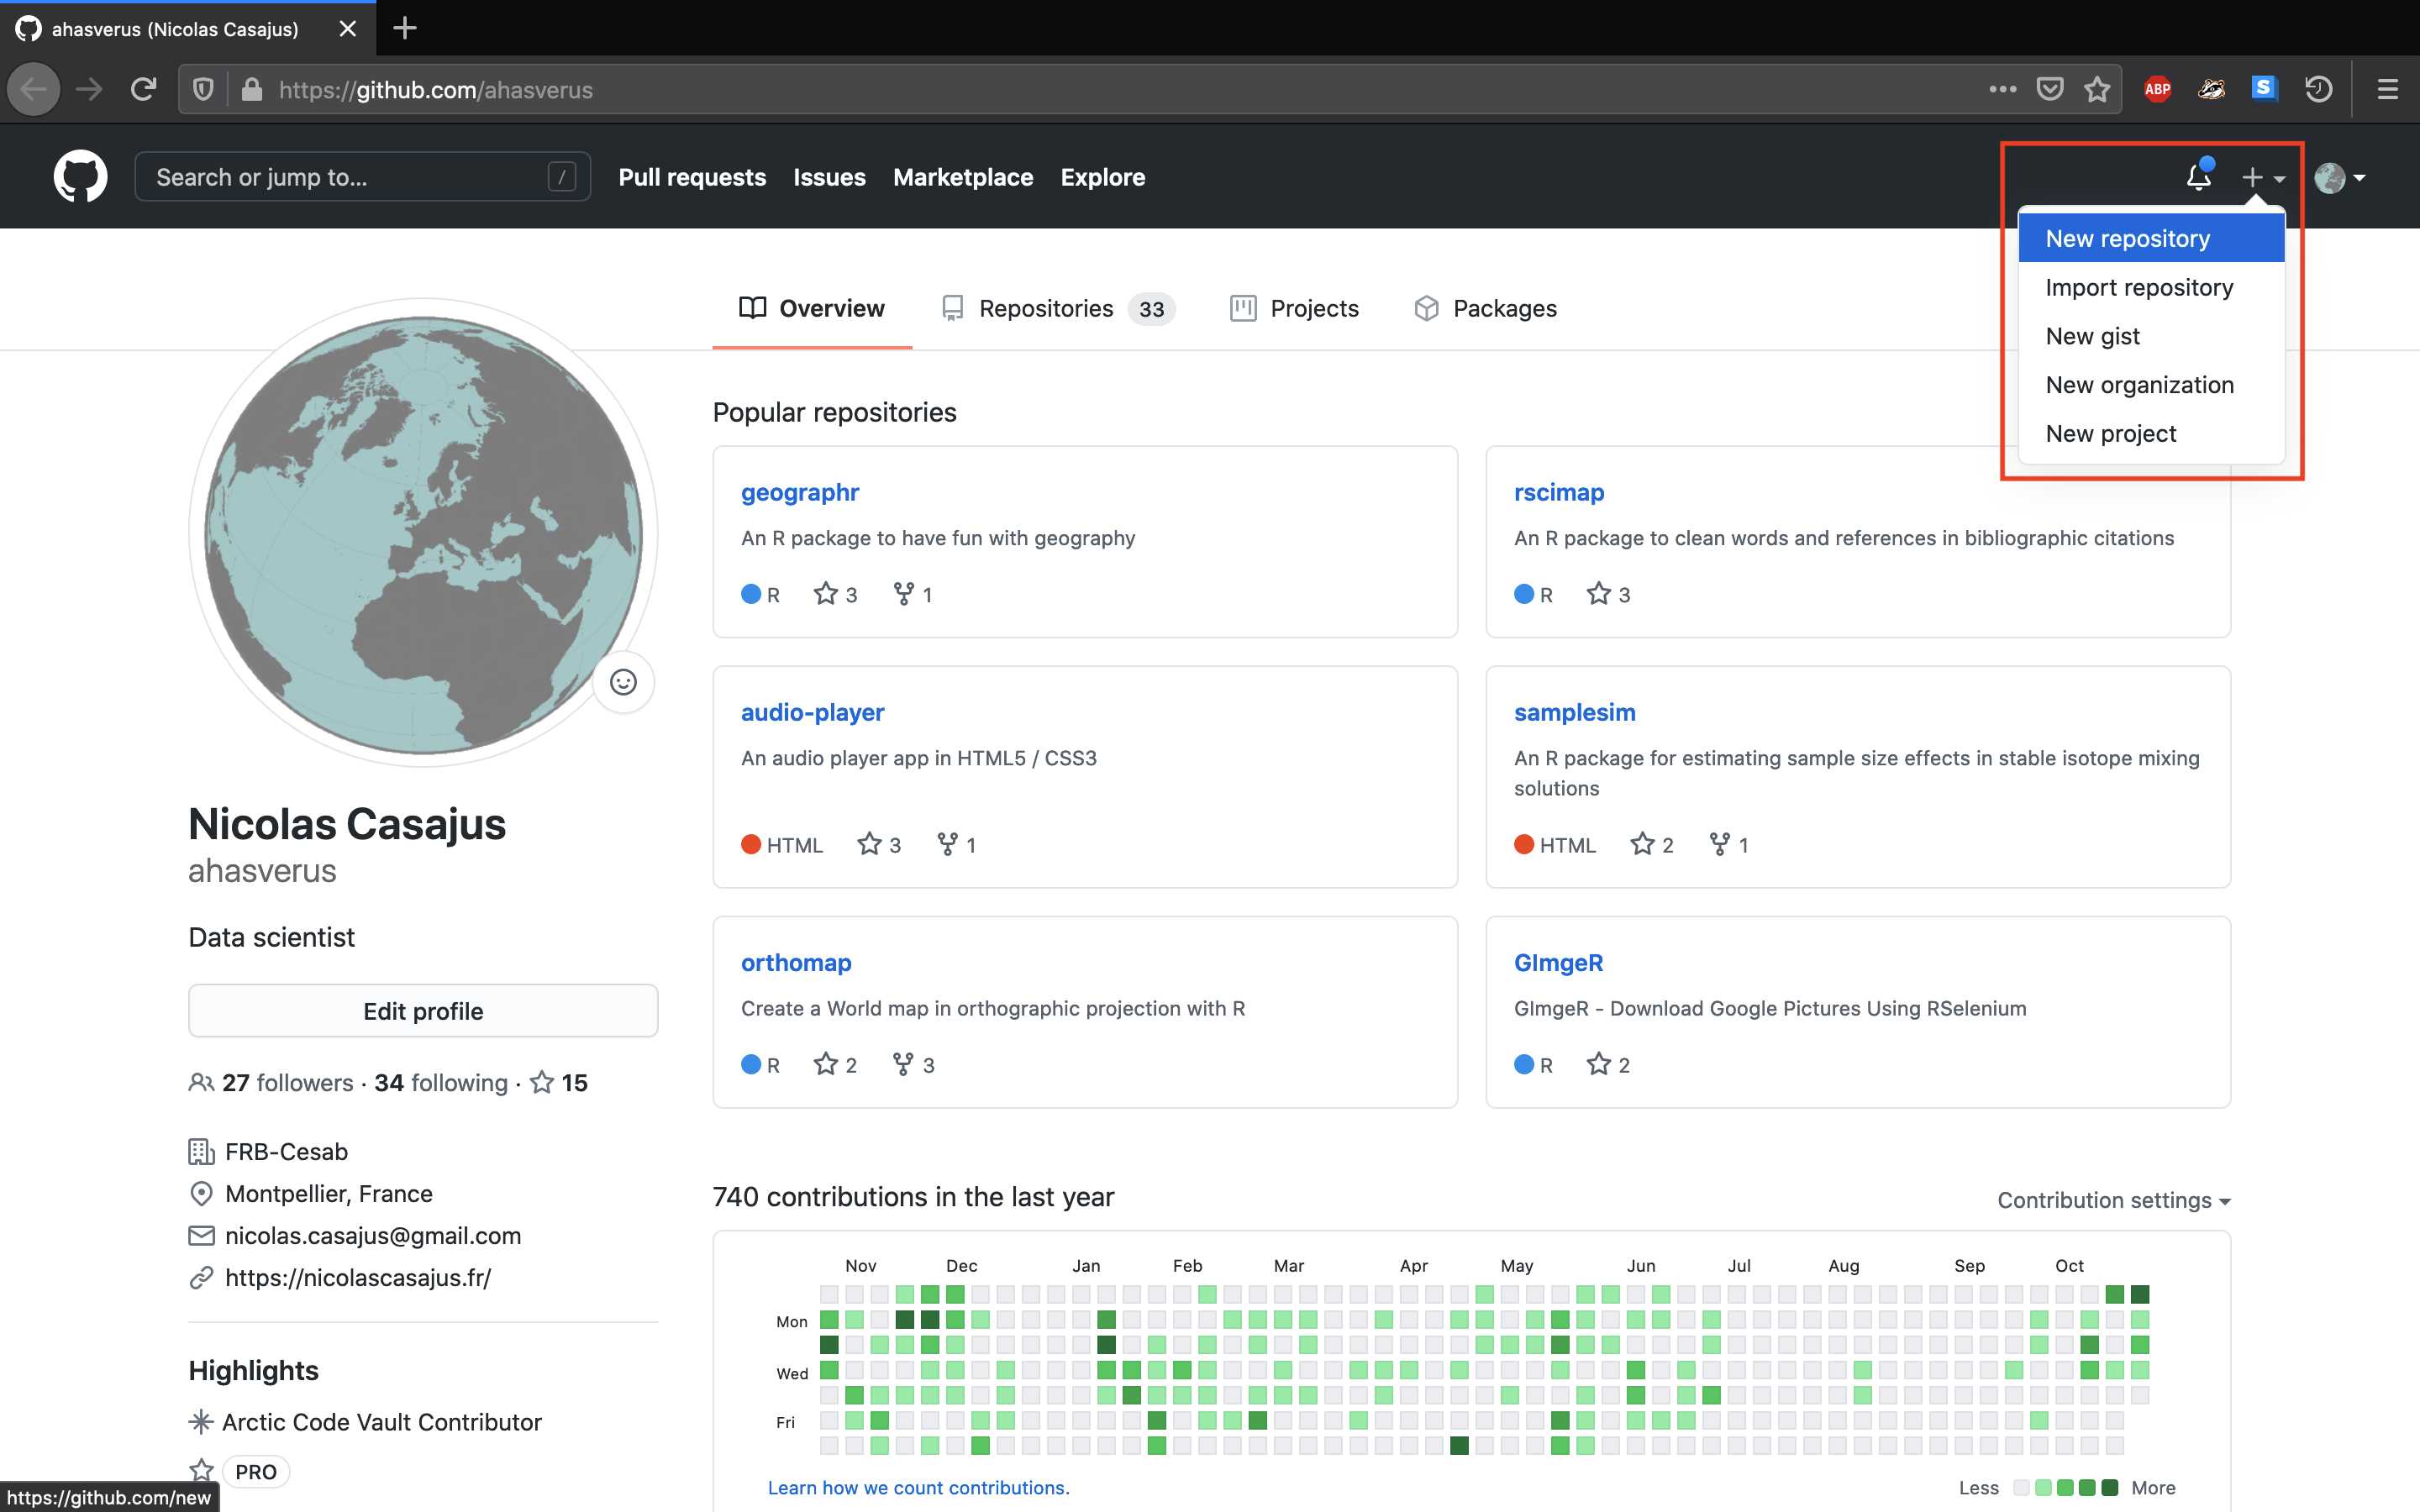 ahasverus (Nicolas Casajus)
https://github.com/ahasverus
ABP
S
Search or jump to...
/
Pull requests
Issues
Marketplace
Explore
New repository
Import repository
New gist
New organization
New project
Overview
Repositories 33
Projects
Packages
Nicolas Casajus
ahasverus
Data scientist
Edit profile
27 followers · 34 following · 15
FRB-Cesab
Montpellier, France
nicolas.casajus@gmail.com
https://nicolascasajus.fr/
Highlights
Arctic Code Vault Contributor
PRO
Popular repositories
geographr
An R package to have fun with geography
R 3 1
rscimap
An R package to clean words and references in bibliographic citations
R 3
audio-player
An audio player app in HTML5 / CSS3
HTML 3 1
samplesim
An R package for estimating sample size effects in stable isotope mixing
solutions
HTML 2 1
orthomap
Create a World map in orthographic projection with R
R 2 3
GImgeR
GImgeR - Download Google Pictures Using RSelenium
R 2
740 contributions in the last year
Contribution settings
Nov Dec Jan Feb Mar Apr May Jun Jul Aug Sep Oct
Mon
Wed
Fri
Learn how we count contributions.
Less More
https://github.com/new